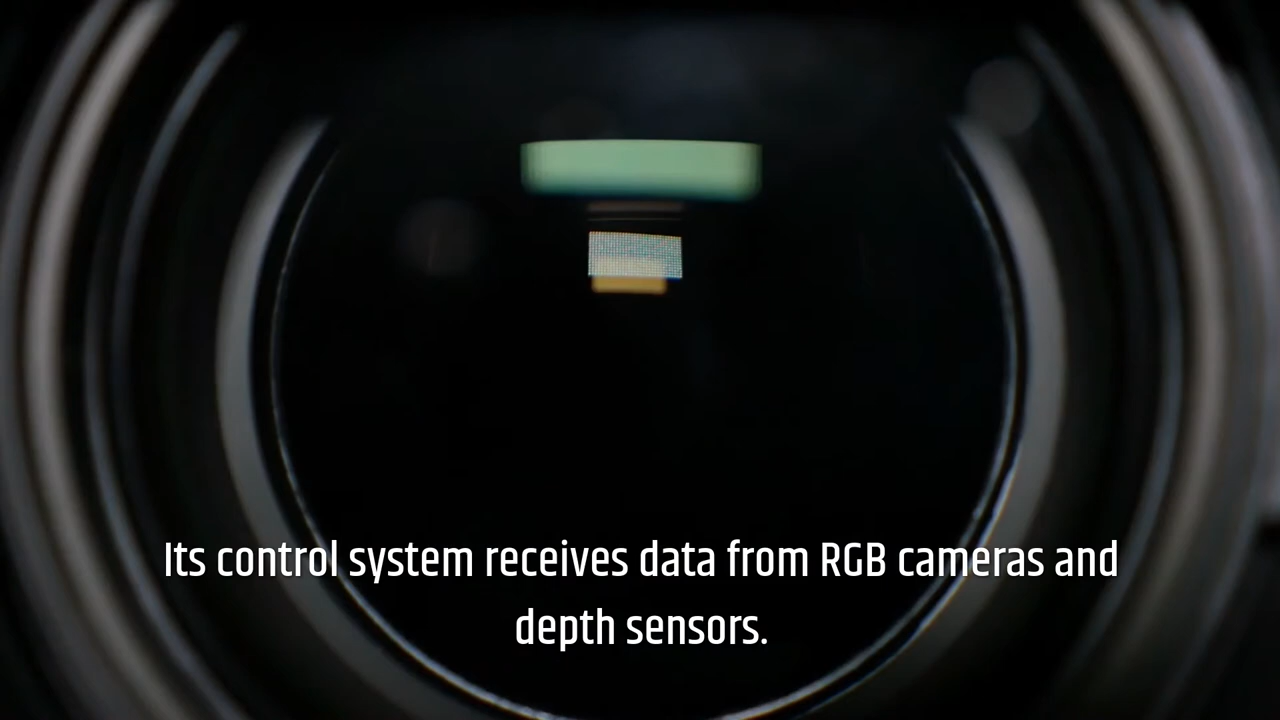 Its control system receives data from RGB cameras and
depth sensors.